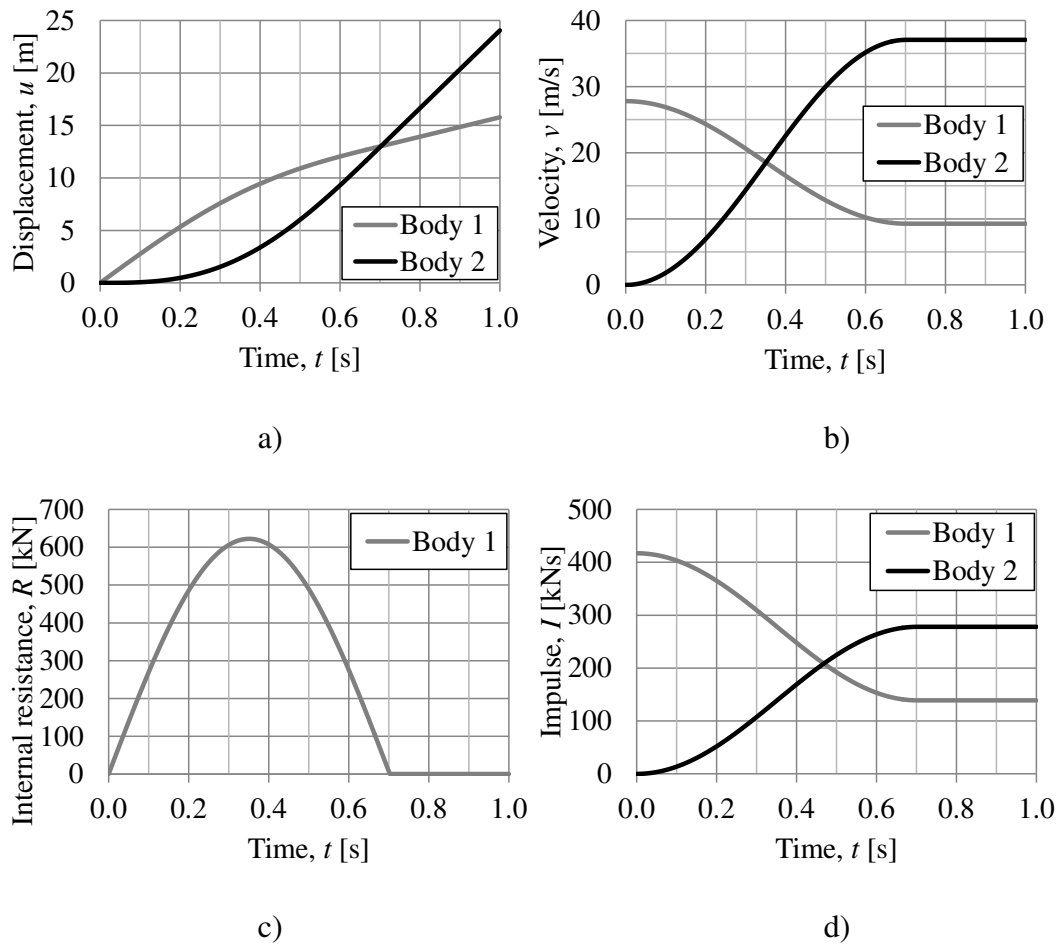 Displacement, u [m]
25
20
15
10
5
0
0.0 0.2 0.4 0.6 0.8 1.0
Time, t [s]
Body 1
Body 2
a)
Velocity, v [m/s]
40
30
20
10
0
0.0 0.2 0.4 0.6 0.8 1.0
Time, t [s]
Body 1
Body 2
b)
Internal resistance, R [kN]
700
600
500
400
300
200
100
0
0.0 0.2 0.4 0.6 0.8 1.0
Time, t [s]
Body 1
c)
Impulse, I [kNs]
500
400
300
200
100
0
0.0 0.2 0.4 0.6 0.8 1.0
Time, t [s]
Body 1
Body 2
d)